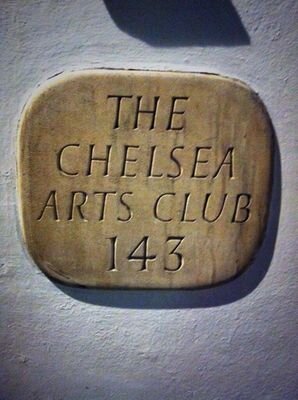 THE
CHELSEA
ARTS CLUB
143